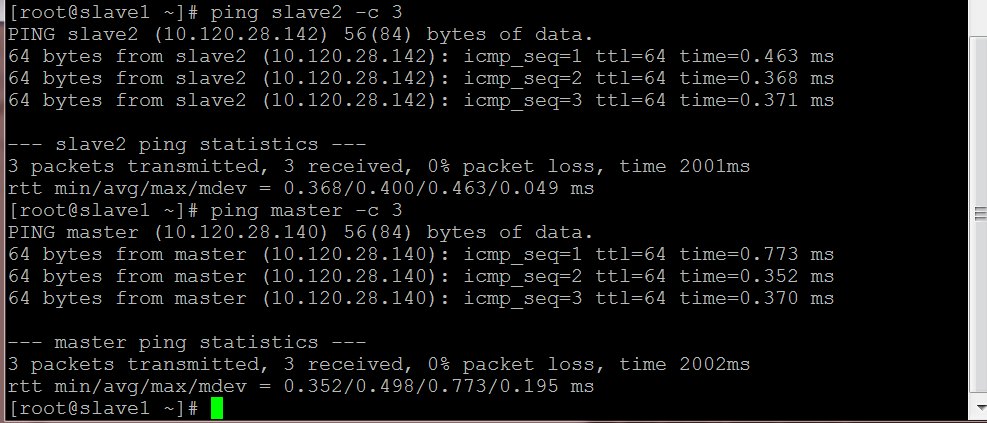 [root@slave1 ~]# ping slave2 -c 3
PING slave2 (10.120.28.142) 56(84) bytes of data.
64 bytes from slave2 (10.120.28.142): icmp_seq=1 ttl=64 time=0.463 ms
64 bytes from slave2 (10.120.28.142): icmp_seq=2 ttl=64 time=0.368 ms
64 bytes from slave2 (10.120.28.142): icmp_seq=3 ttl=64 time=0.371 ms
--- slave2 ping statistics ---
3 packets transmitted, 3 received, 0% packet loss, time 2001ms
rtt min/avg/max/mdev = 0.368/0.400/0.463/0.049 ms
[root@slave1 ~]# ping master -c 3
PING master (10.120.28.140) 56(84) bytes of data.
64 bytes from master (10.120.28.140): icmp_seq=1 ttl=64 time=0.773 ms
64 bytes from master (10.120.28.140): icmp_seq=2 ttl=64 time=0.352 ms
64 bytes from master (10.120.28.140): icmp_seq=3 ttl=64 time=0.370 ms
--- master ping statistics ---
3 packets transmitted, 3 received, 0% packet loss, time 2002ms
rtt min/avg/max/mdev = 0.352/0.498/0.773/0.195 ms
[root@slave1 ~]#